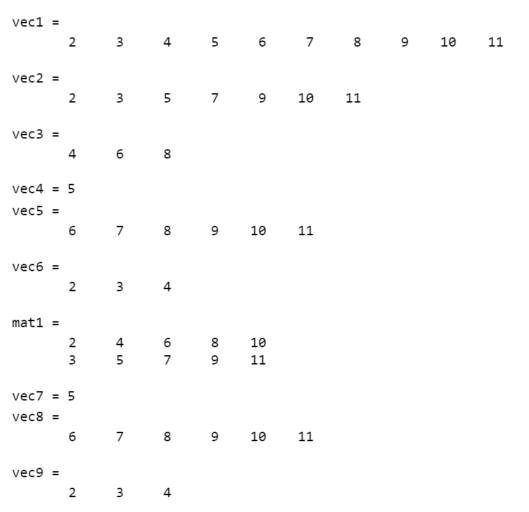 vec1 =
2 3 4 5 6 7 8 9 10 11
vec2 =
2 3 5 7 9 10 11
vec3 =
4 6 8
vec4 = 5
vec5 =
6 7 8 9 10 11
vec6 =
2 3 4
mat1 =
2 4 6 8 10
3 5 7 9 11
vec7 = 5
vec8 =
6 7 8 9 10 11
vec9 =
2 3 4